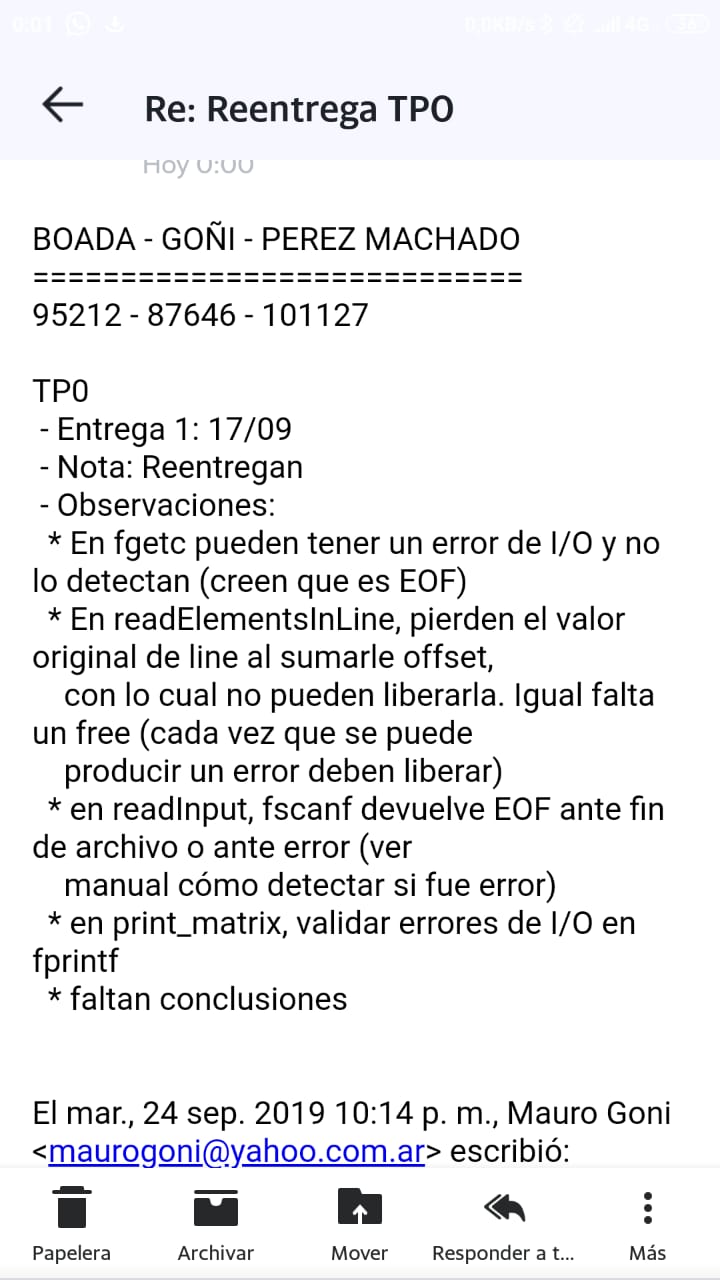 0:01 0,0KB/s 4G 36
Re: Reentrega TP0
Hoy 0:00
BOADA - GOÑI - PEREZ MACHADO
============================
95212 - 87646 - 101127
TP0
- Entrega 1: 17/09
- Nota: Reentregan
- Observaciones:
* En fgetc pueden tener un error de I/O y no
lo detectan (creen que es EOF)
* En readElementsInLine, pierden el valor
original de line al sumarle offset,
con lo cual no pueden liberarla. Igual falta
un free (cada vez que se puede
producir un error deben liberar)
* en readInput, fscanf devuelve EOF ante fin
de archivo o ante error (ver
manual cómo detectar si fue error)
* en print_matrix, validar errores de I/O en
fprintf
* faltan conclusiones
El mar., 24 sep. 2019 10:14 p. m., Mauro Goni
<maurogoni@yahoo.com.ar> escribió:
Papelera Archivar Mover Responder a t... Más